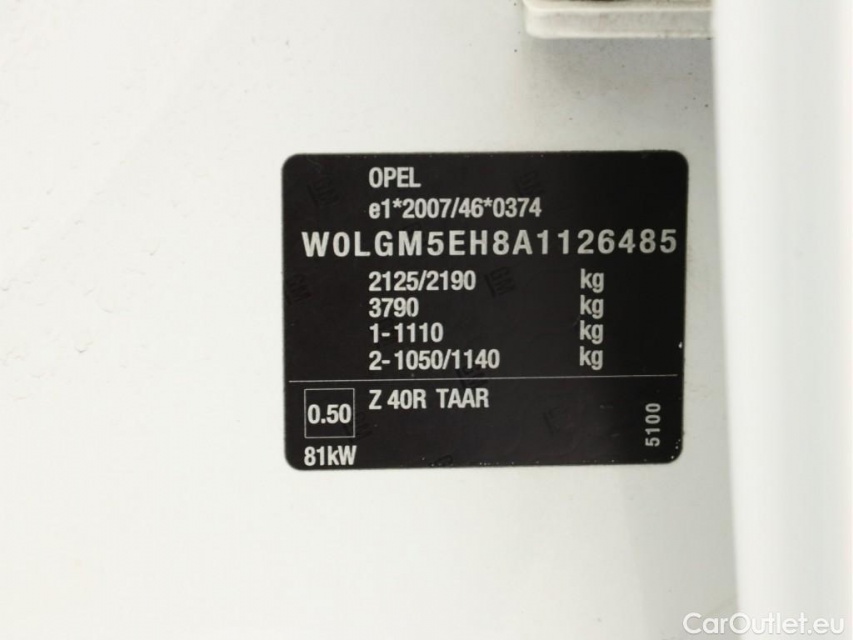 OPEL
e1*2007/46*0374
W0LGM5EH8A1126485
2125/2190 kg
3790 kg
1-1110 kg
2-1050/1140 kg
0.50 Z 40R TAAR
81kW
5100
CarOutlet.eu